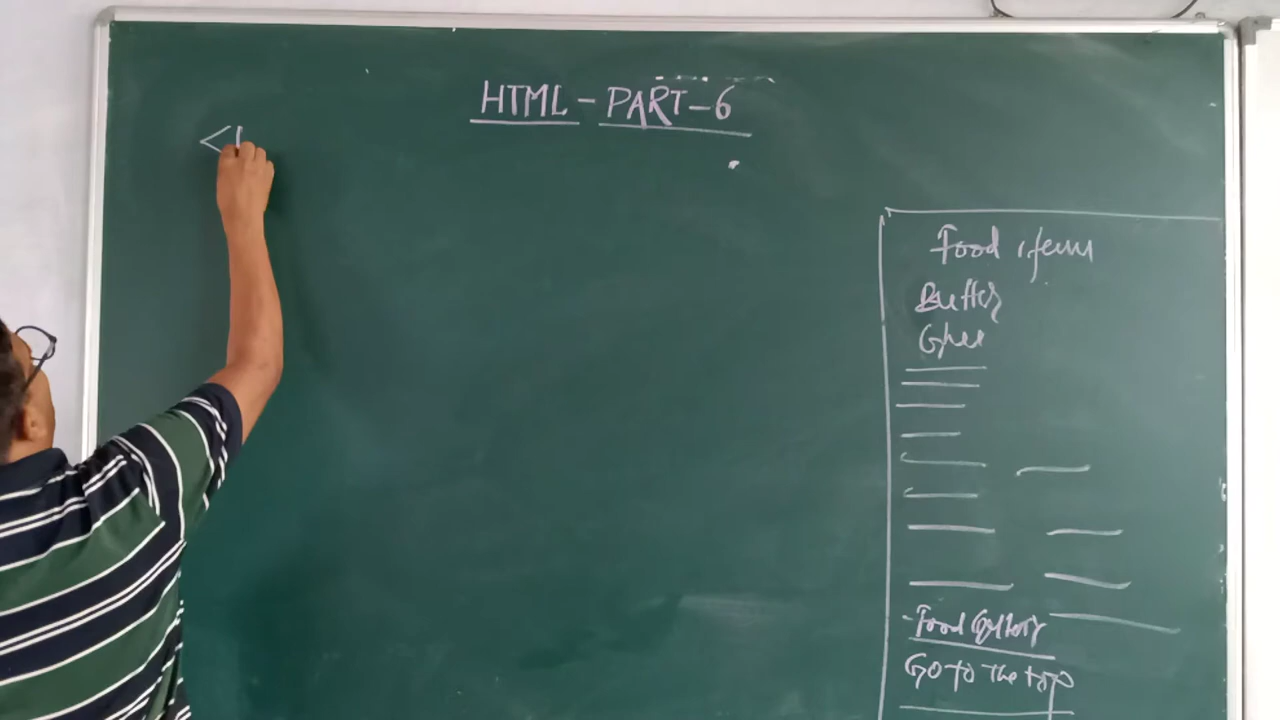 HTML - PART - 6
<
Food items
Butter
Ghee
Food Gallery
Go to the top